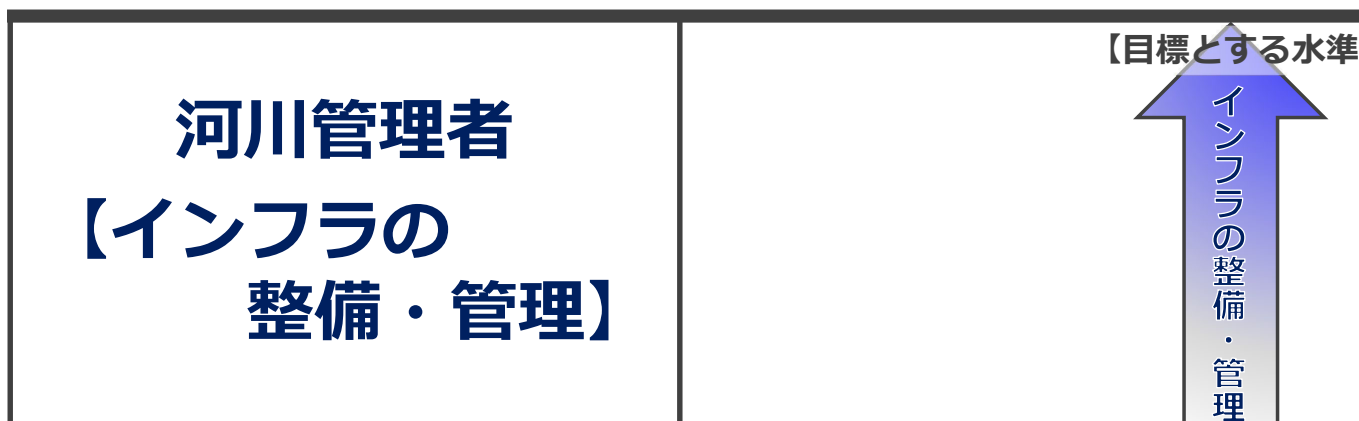 河川管理者
【インフラの
整備・管理】
【目標とする水準
インフラの整備・管理